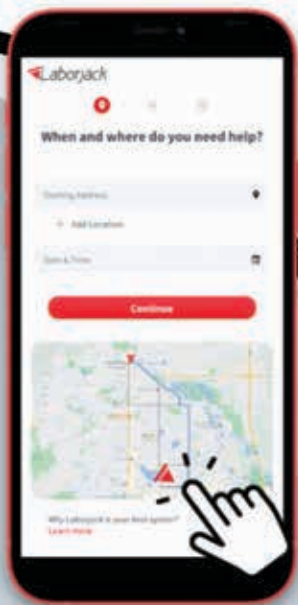 Laborjack
When and where do you need help?
Starting Address
+ Add Location
Date & Time
Continue
Why Laborjack is your best option?
Learn more